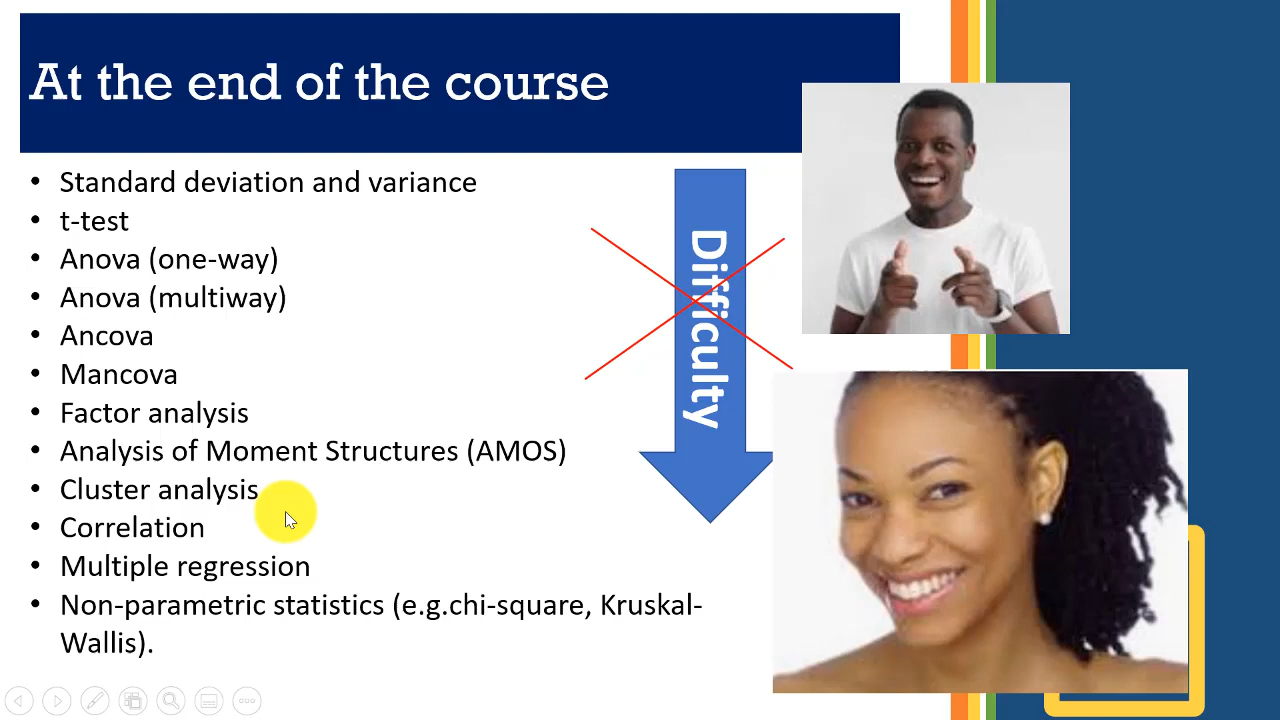 At the end of the course
• Standard deviation and variance
• t-test
• Anova (one-way)
• Anova (multiway)
• Ancova
• Mancova
• Factor analysis
• Analysis of Moment Structures (AMOS)
• Cluster analysis
• Correlation
• Multiple regression
• Non-parametric statistics (e.g.chi-square, Kruskal-
Wallis).
Difficulty